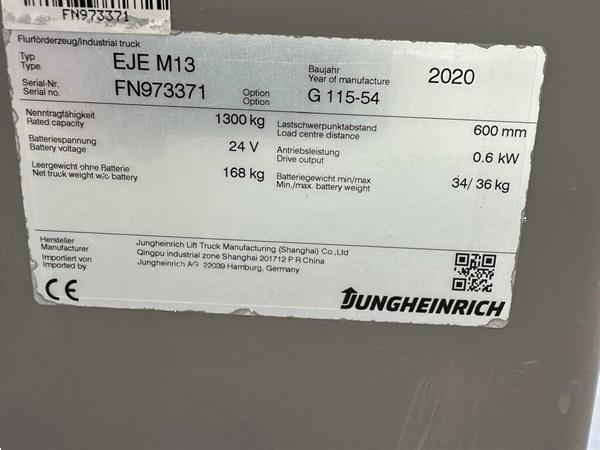 FN973371
Flurförderzeug/industrial truck
Typ
Type
EJE M13
Baujahr
Year of manufacture
2020
Serial-Nr.
Serial no.
FN973371
Option
Option
G 115-54
Nenntragfähigkeit
Rated capacity
1300 kg
Lastschwerpunktabstand
Load centre distance
600 mm
Batteriespannung
Battery voltage
24 V
Antriebsleistung
Drive output
0.6 kW
Leergewicht ohne Batterie
Net truck weight w/o battery
168 kg
Batteriegewicht min/max
Min./max. battery weight
34/ 36 kg
Hersteller
Manufacturer
Jungheinrich Lift Truck Manufacturing (Shanghai) Co.,Ltd
Qingpu industrial zone Shanghai 201712 P R China
Importiert von
Imported by
Jungheinrich AG, 22039 Hamburg, Germany
CE
JUNGHEINRICH